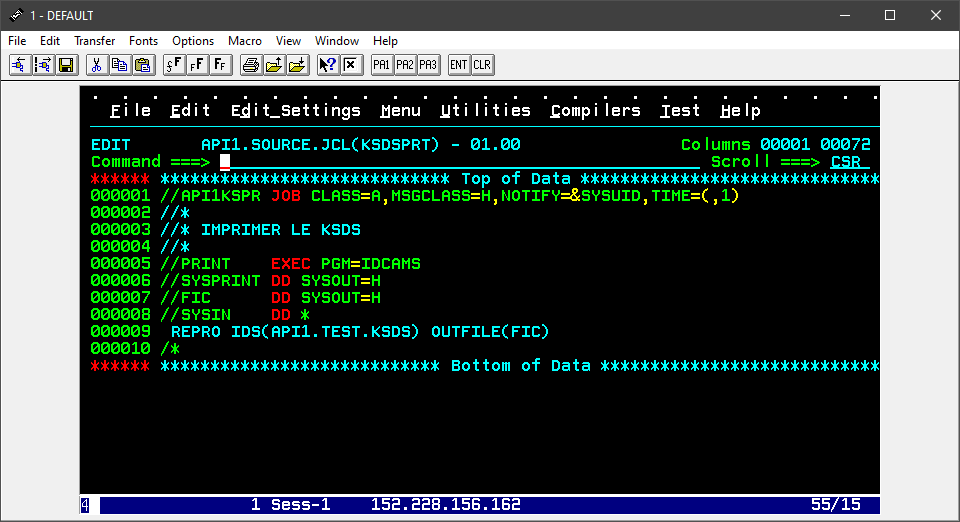 1 - DEFAULT
File Edit Transfer Fonts Options Macro View Window Help
PA1 PA2 PA3 ENT CLR
File Edit Edit_Settings Menu Utilities Compilers Test Help
EDIT API1.SOURCE.JCL(KSDSPRT) - 01.00 Columns 00001 00072
Command ===> Scroll ===> CSR
****** ***************************** Top of Data ******************************
000001 //API1KSPR JOB CLASS=A,MSGCLASS=H,NOTIFY=&SYSUID,TIME=(,1)
000002 //*
000003 //* IMPRIMER LE KSDS
000004 //*
000005 //PRINT    EXEC PGM=IDCAMS
000006 //SYSPRINT DD SYSOUT=H
000007 //FIC      DD SYSOUT=H
000008 //SYSIN    DD *
000009  REPRO IDS(API1.TEST.KSDS) OUTFILE(FIC)
000010 /*
****** **************************** Bottom of Data ****************************
4 1 Sess-1 152.228.156.162 55/15